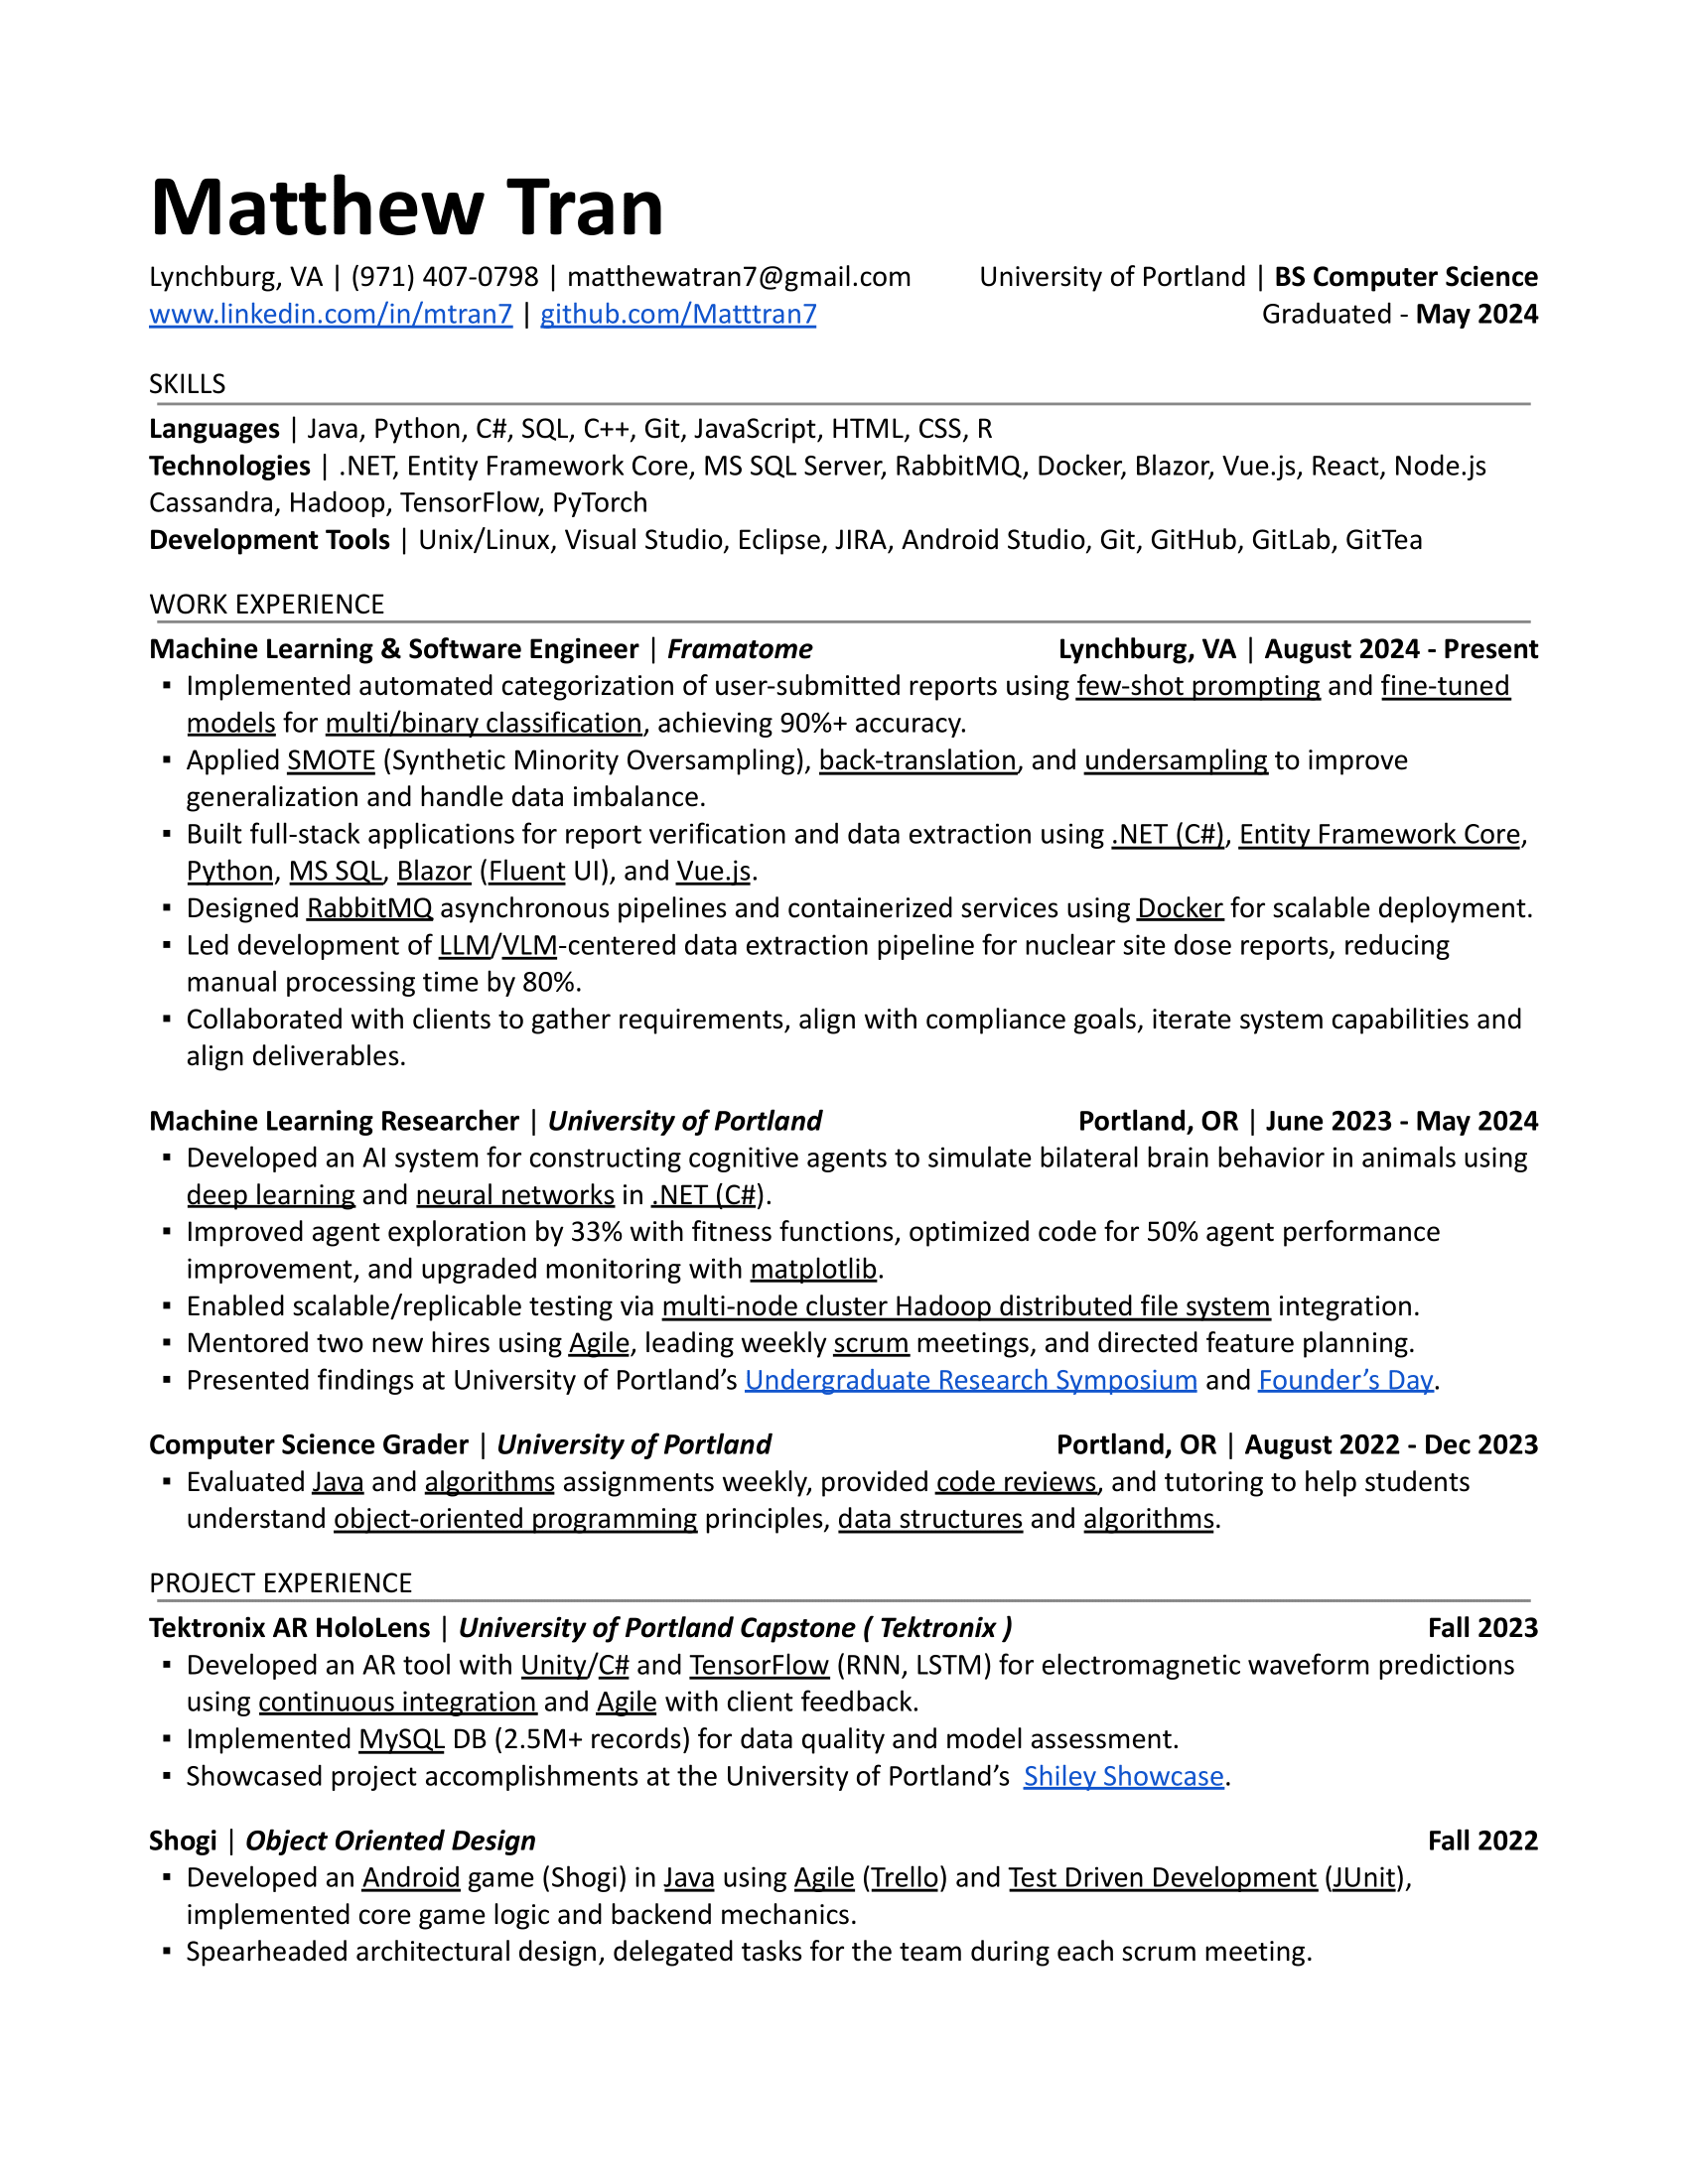 Matthew Tran
Lynchburg, VA | (971) 407-0798 | matthewatran7@gmail.com University of Portland | BS Computer Science
www.linkedin.com/in/mtran7 | github.com/Matttran7 Graduated - May 2024
SKILLS
Languages | Java, Python, C#, SQL, C++, Git, JavaScript, HTML, CSS, R
Technologies | .NET, Entity Framework Core, MS SQL Server, RabbitMQ, Docker, Blazor, Vue.js, React, Node.js
Cassandra, Hadoop, TensorFlow, PyTorch
Development Tools | Unix/Linux, Visual Studio, Eclipse, JIRA, Android Studio, Git, GitHub, GitLab, GitTea
WORK EXPERIENCE
Machine Learning & Software Engineer | Framatome Lynchburg, VA | August 2024 - Present
▪ Implemented automated categorization of user-submitted reports using few-shot prompting and fine-tuned
models for multi/binary classification, achieving 90%+ accuracy.
▪ Applied SMOTE (Synthetic Minority Oversampling), back-translation, and undersampling to improve
generalization and handle data imbalance.
▪ Built full-stack applications for report verification and data extraction using .NET (C#), Entity Framework Core,
Python, MS SQL, Blazor (Fluent UI), and Vue.js.
▪ Designed RabbitMQ asynchronous pipelines and containerized services using Docker for scalable deployment.
▪ Led development of LLM/VLM-centered data extraction pipeline for nuclear site dose reports, reducing
manual processing time by 80%.
▪ Collaborated with clients to gather requirements, align with compliance goals, iterate system capabilities and
align deliverables.
Machine Learning Researcher | University of Portland Portland, OR | June 2023 - May 2024
▪ Developed an AI system for constructing cognitive agents to simulate bilateral brain behavior in animals using
deep learning and neural networks in .NET (C#).
▪ Improved agent exploration by 33% with fitness functions, optimized code for 50% agent performance
improvement, and upgraded monitoring with matplotlib.
▪ Enabled scalable/replicable testing via multi-node cluster Hadoop distributed file system integration.
▪ Mentored two new hires using Agile, leading weekly scrum meetings, and directed feature planning.
▪ Presented findings at University of Portland’s Undergraduate Research Symposium and Founder’s Day.
Computer Science Grader | University of Portland Portland, OR | August 2022 - Dec 2023
▪ Evaluated Java and algorithms assignments weekly, provided code reviews, and tutoring to help students
understand object-oriented programming principles, data structures and algorithms.
PROJECT EXPERIENCE
Tektronix AR HoloLens | University of Portland Capstone ( Tektronix ) Fall 2023
▪ Developed an AR tool with Unity/C# and TensorFlow (RNN, LSTM) for electromagnetic waveform predictions
using continuous integration and Agile with client feedback.
▪ Implemented MySQL DB (2.5M+ records) for data quality and model assessment.
▪ Showcased project accomplishments at the University of Portland’s Shiley Showcase.
Shogi | Object Oriented Design Fall 2022
▪ Developed an Android game (Shogi) in Java using Agile (Trello) and Test Driven Development (JUnit),
implemented core game logic and backend mechanics.
▪ Spearheaded architectural design, delegated tasks for the team during each scrum meeting.